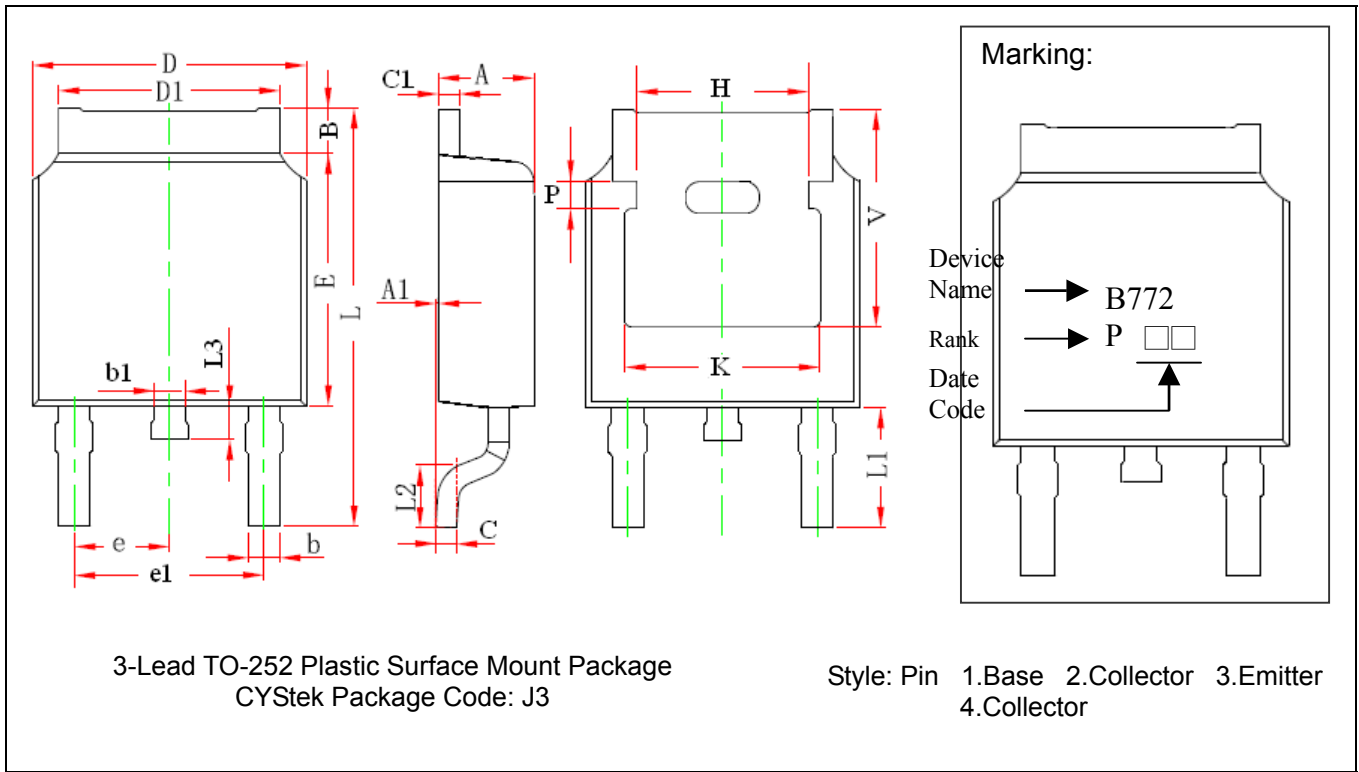 D
D1
B
E
L
L3
b1
e
b
e1
C1
A
A1
L2
C
H
P
V
K
L1
Marking:
Device
Name
B772
Rank
P □□
Date
Code
3-Lead TO-252 Plastic Surface Mount Package
CYStek Package Code: J3
Style: Pin 1.Base 2.Collector 3.Emitter
4.Collector